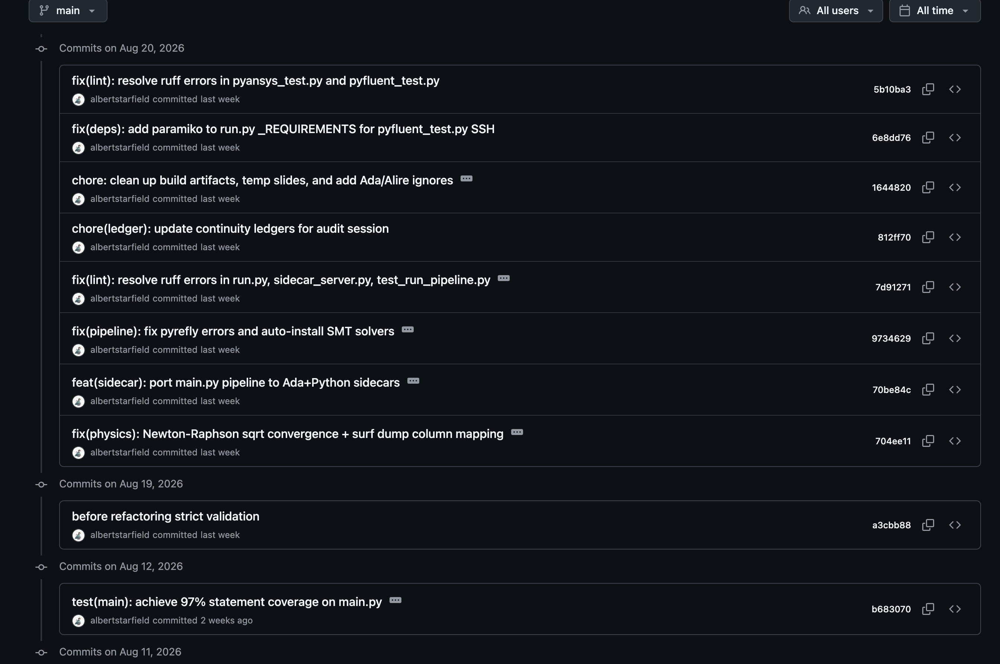 main
All users
All time
Commits on Aug 20, 2026
fix(lint): resolve ruff errors in pyansys_test.py and pyfluent_test.py
albertstarfield committed last week
5b10ba3
fix(deps): add paramiko to run.py _REQUIREMENTS for pyfluent_test.py SSH
albertstarfield committed last week
6e8dd76
chore: clean up build artifacts, temp slides, and add Ada/Alire ignores
albertstarfield committed last week
1644820
chore(ledger): update continuity ledgers for audit session
albertstarfield committed last week
812ff70
fix(lint): resolve ruff errors in run.py, sidecar_server.py, test_run_pipeline.py
albertstarfield committed last week
7d91271
fix(pipeline): fix pyrefly errors and auto-install SMT solvers
albertstarfield committed last week
9734629
feat(sidecar): port main.py pipeline to Ada+Python sidecars
albertstarfield committed last week
70be84c
fix(physics): Newton-Raphson sqrt convergence + surf dump column mapping
albertstarfield committed last week
704ee11
Commits on Aug 19, 2026
before refactoring strict validation
albertstarfield committed last week
a3cbb88
Commits on Aug 12, 2026
test(main): achieve 97% statement coverage on main.py
albertstarfield committed 2 weeks ago
b683070
Commits on Aug 11, 2026